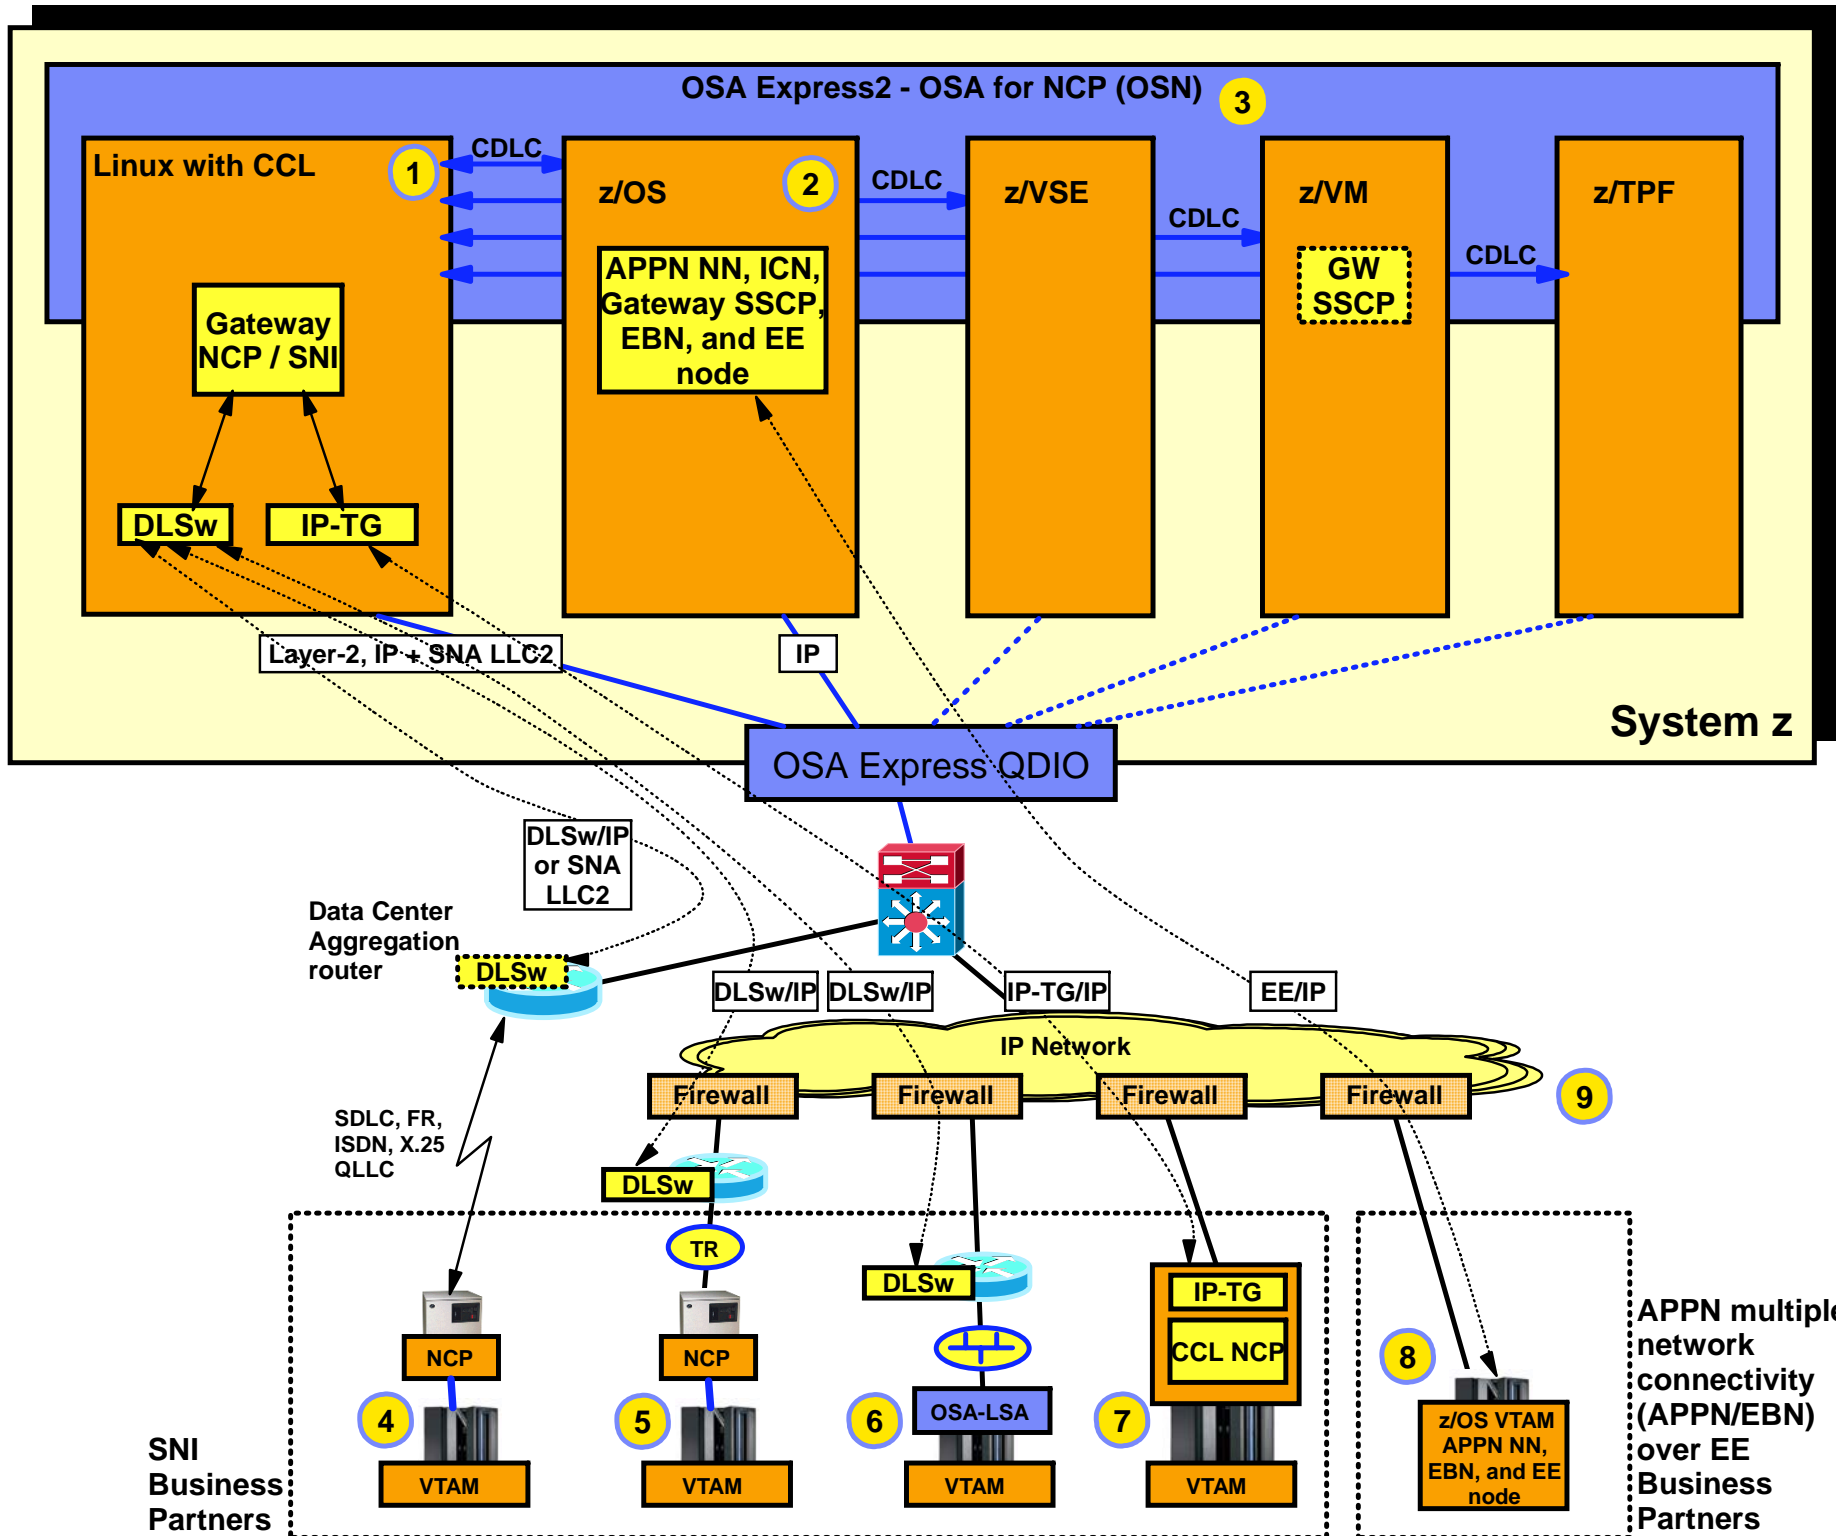 OSA Express2 - OSA for NCP (OSN)
3
Linux with CCL
1
CDLC
z/OS
2
CDLC
z/VSE
CDLC
z/VM
CDLC
z/TPF
Gateway
NCP / SNI
APPN NN, ICN,
Gateway SSCP,
EBN, and EE
node
GW
SSCP
DLSw
IP-TG
Layer-2, IP + SNA LLC2
IP
System z
OSA Express QDIO
DLSw/IP
or SNA
LLC2
Data Center
Aggregation
router
DLSw
DLSw/IP
DLSw/IP
IP-TG/IP
EE/IP
IP Network
Firewall
Firewall
Firewall
Firewall
9
SDLC, FR,
ISDN, X.25
QLLC
DLSw
TR
DLSw
IP-TG
CCL NCP
NCP
NCP
OSA-LSA
4
5
6
7
8
VTAM
VTAM
VTAM
VTAM
z/OS VTAM
APPN NN,
EBN, and EE
node
SNI
Business
Partners
APPN multiple
network
connectivity
(APPN/EBN)
over EE
Business
Partners